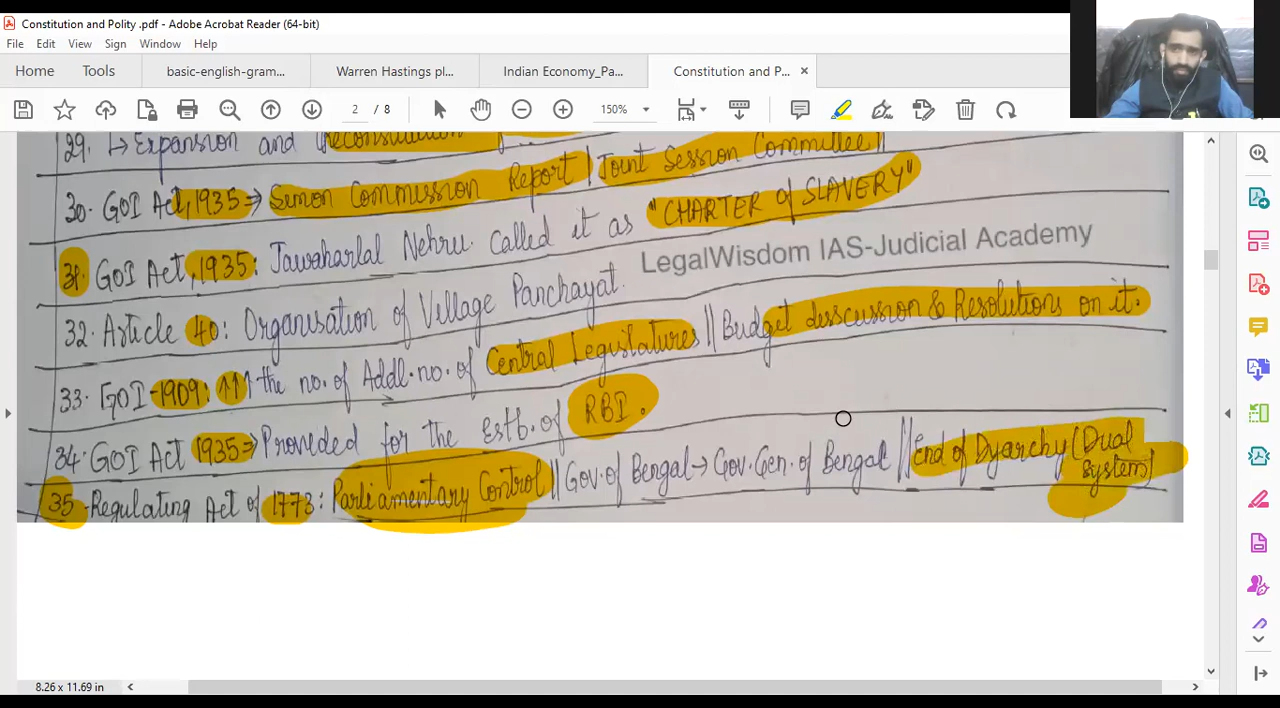 Constitution and Polity .pdf - Adobe Acrobat Reader (64-bit)
File Edit View Sign Window Help
Home Tools basic-english-gram... Warren Hastings pl... Indian Economy_Pa... Constitution and P... ×
2 / 8 150%
29. ↳ Expansion and Reconstitution
30. GOI Act, 1935 ⇒ Simon Commission Report | Joint Session Committee ||
31. GOI Act, 1935: Jawaharlal Nehru called it as "CHARTER of SLAVERY"
LegalWisdom IAS-Judicial Academy
32. Article 40: Organisation of Village Panchayat.
33. GOI-1909: ↑↑↑ the no. of Addl. no. of Central Legislatures || Budget desscussion & Resolutions on it.
34. GOI Act 1935 ⇒ Proveded for the Estb. of RBI.
35. Regulating Act of 1773: Parliamentary Control || Gov. of Bengal → Gov. Gen. of Bengal || End of Dyarchy (Dual System)
8.26 x 11.69 in